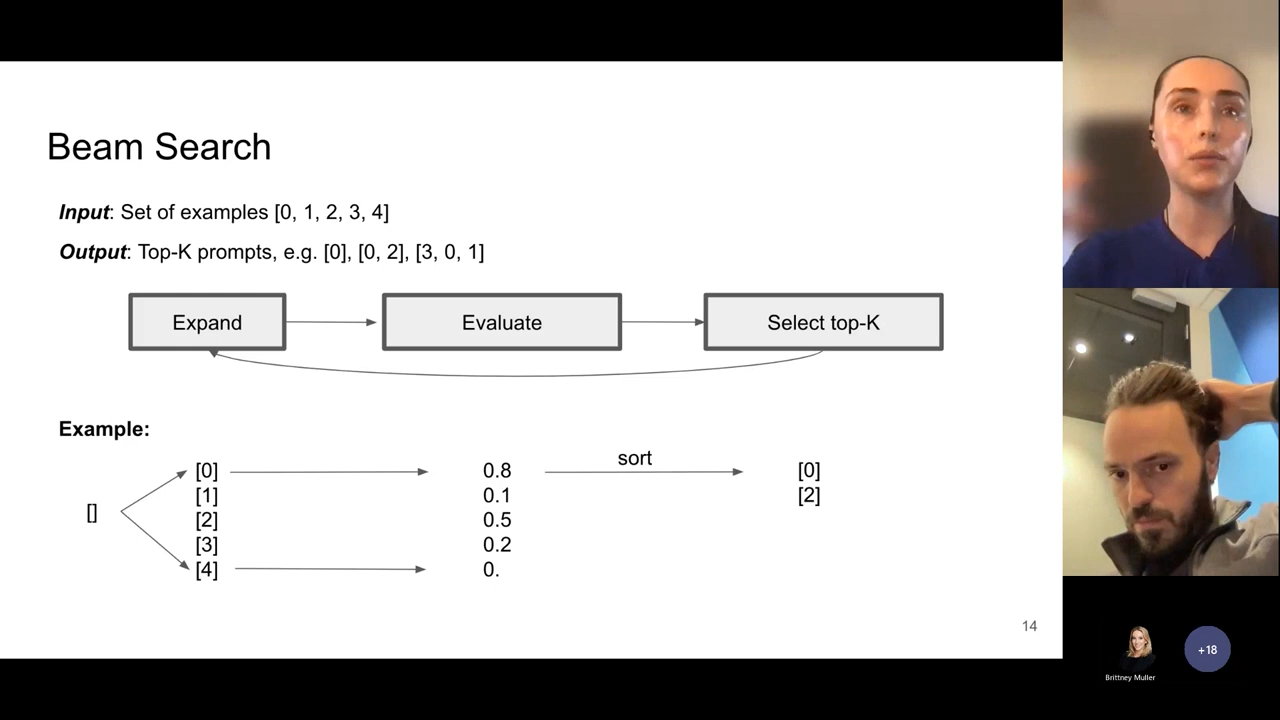 Beam Search
Input: Set of examples [0, 1, 2, 3, 4]
Output: Top-K prompts, e.g. [0], [0, 2], [3, 0, 1]
Expand
Evaluate
Select top-K
Example:
sort
[]
[0]
[1]
[2]
[3]
[4]
0.8
0.1
0.5
0.2
0.
[0]
[2]
14
+18
Brittney Muller